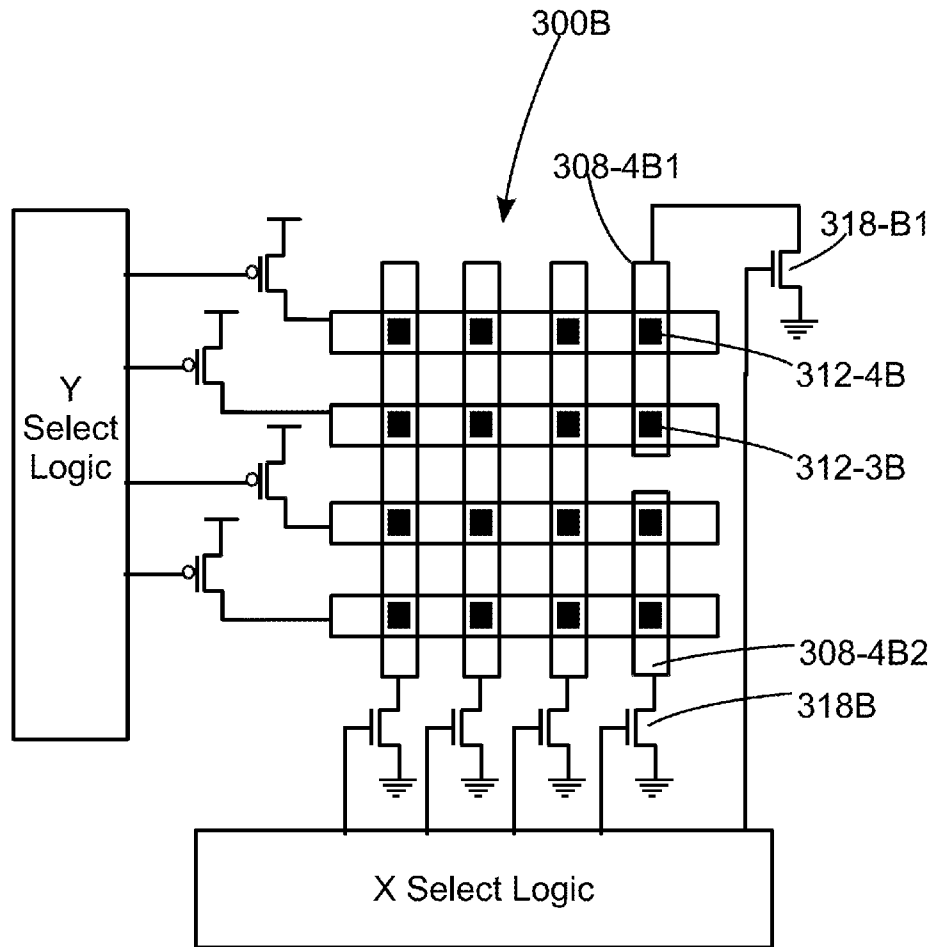 300B
308-4B1
318-B1
312-4B
Y
Select
Logic
312-3B
308-4B2
318B
X Select Logic